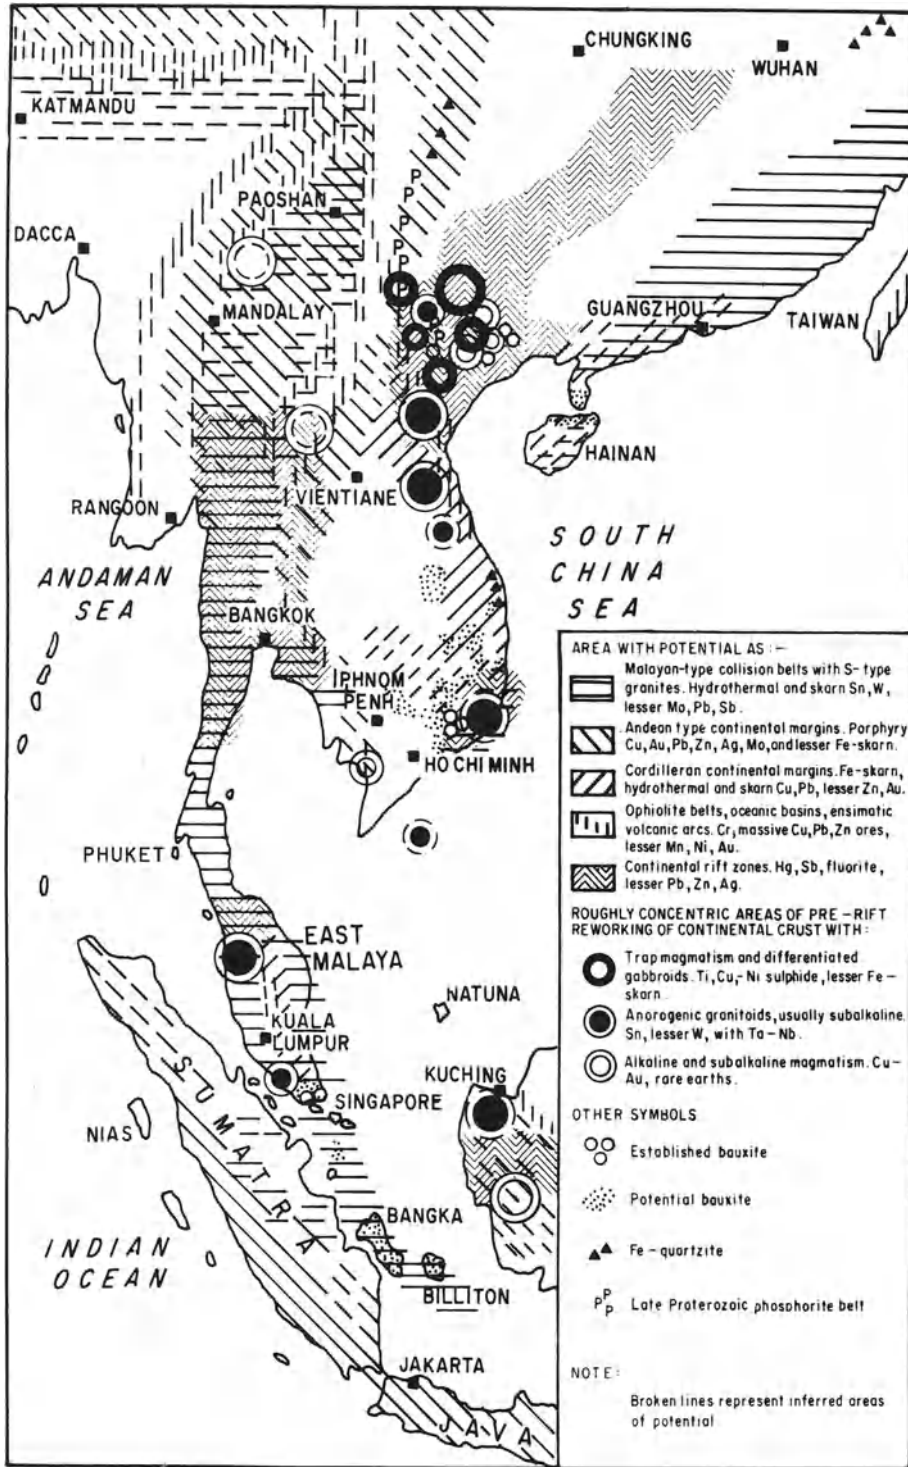 CHUNGKING
WUHAN
KATMANDU
PAOSHAN
P
P
P
P
P
P
DACCA
MANDALAY
GUANGZHOU
TAIWAN
HAINAN
VIENTIANE
RANGOON
SOUTH
CHINA
SEA
ANDAMAN
SEA
BANGKOK
IPHNOM
PENH
HO CHI MINH
PHUKET
EAST
MALAYA
NATUNA
KUALA
LUMPUR
KUCHING
SINGAPORE
SUMATRA
NIAS
BANGKA
INDIAN
OCEAN
BILLITON
JAKARTA
JAVA
AREA WITH POTENTIAL AS :-
Malayan-type collision belts with S- type
granites. Hydrothermal and skarn Sn, W,
lesser Mo, Pb, Sb.
Andean type continental margins. Porphyry
Cu, Au, Pb, Zn, Ag, Mo, and lesser Fe-skarn.
Cordilleran continental margins. Fe-skarn,
hydrothermal and skarn Cu, Pb, lesser Zn, Au.
Ophiolite belts, oceanic basins, ensimatic
volcanic arcs. Cr, massive Cu, Pb, Zn ores,
lesser Mn, Ni, Au.
Continental rift zones. Hg, Sb, fluorite,
lesser Pb, Zn, Ag.
ROUGHLY CONCENTRIC AREAS OF PRE-RIFT
REWORKING OF CONTINENTAL CRUST WITH:
Trap magmatism and differentiated
gabbroids. Ti, Cu,-Ni sulphide, lesser Fe-
skarn.
Anorogenic granitoids, usually subalkaline.
Sn, lesser W, with Ta-Nb.
Alkaline and subalkaline magmatism. Cu-
Au, rare earths.
OTHER SYMBOLS
Established bauxite
Potential bauxite
Fe-quartzite
P P P Late Proterozoic phosphorite belt
NOTE:
Broken lines represent inferred areas
of potential